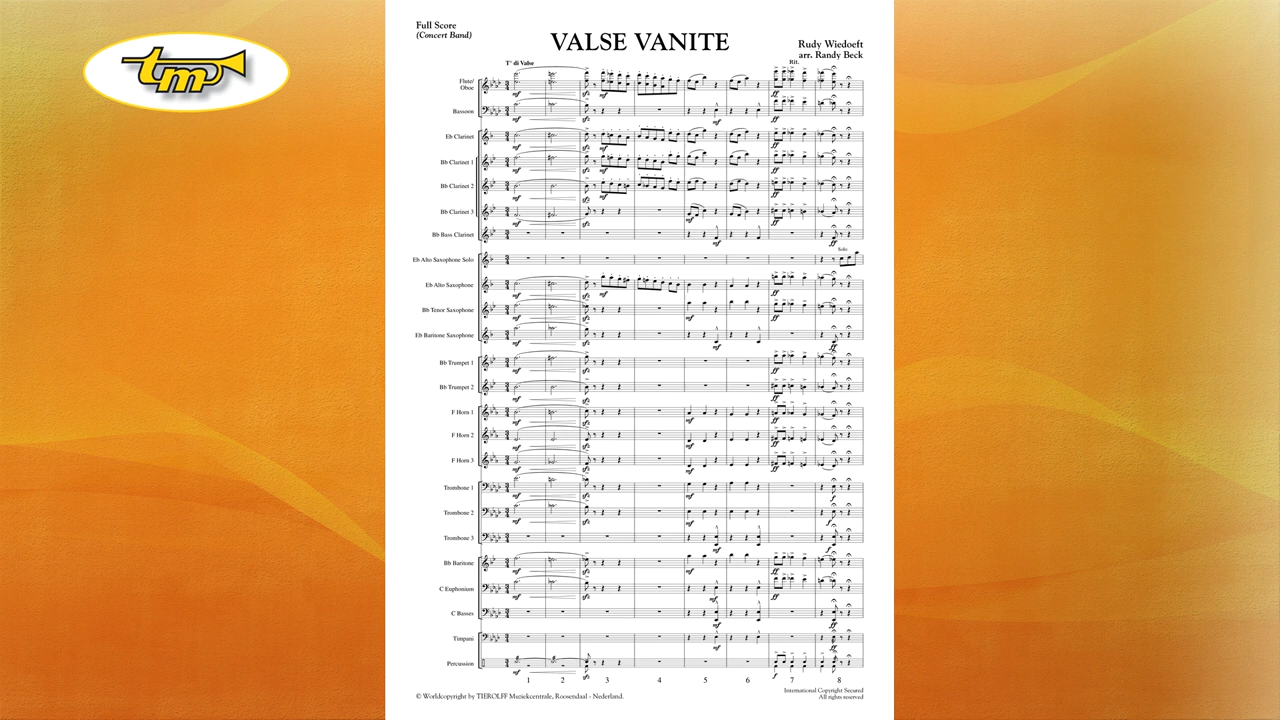 tm
Full Score
(Concert Band)
VALSE VANITE
Rudy Wiedoeft
arr. Randy Beck
T° di Valse
Rit.
Flute/
Oboe
Bassoon
Eb Clarinet
Bb Clarinet 1
Bb Clarinet 2
Bb Clarinet 3
Bb Bass Clarinet
Solo
Eb Alto Saxophone Solo
Eb Alto Saxophone
Bb Tenor Saxophone
Eb Baritone Saxophone
Bb Trumpet 1
Bb Trumpet 2
F Horn 1
F Horn 2
F Horn 3
Trombone 1
Trombone 2
Trombone 3
Bb Baritone
C Euphonium
C Basses
Timpani
Percussion
1 2 3 4 5 6 7 8
© Worldcopyright by TIEROLFF Muziekcentrale, Roosendaal - Nederland.
International Copyright Secured
All rights reserved